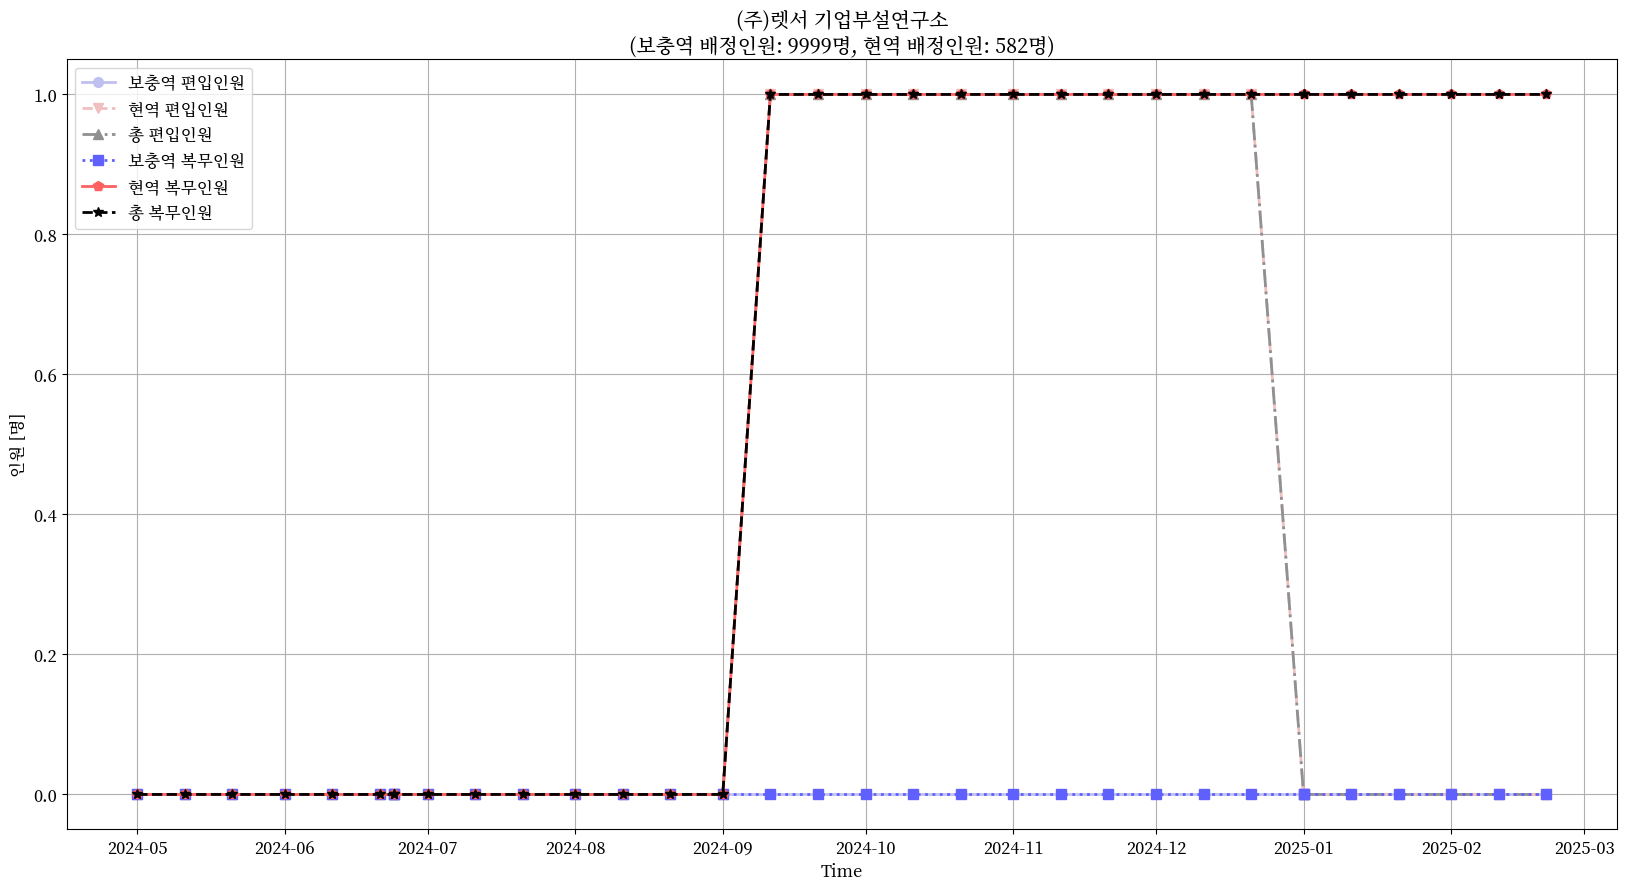 (주)렛서 기업부설연구소
(보충역 배정인원: 9999명, 현역 배정인원: 582명)
보충역 편입인원
현역 편입인원
총 편입인원
보충역 복무인원
현역 복무인원
총 복무인원
1.0
0.8
0.6
0.4
0.2
0.0
인원 [명]
2024-05 2024-06 2024-07 2024-08 2024-09 2024-10 2024-11 2024-12 2025-01 2025-02 2025-03
Time